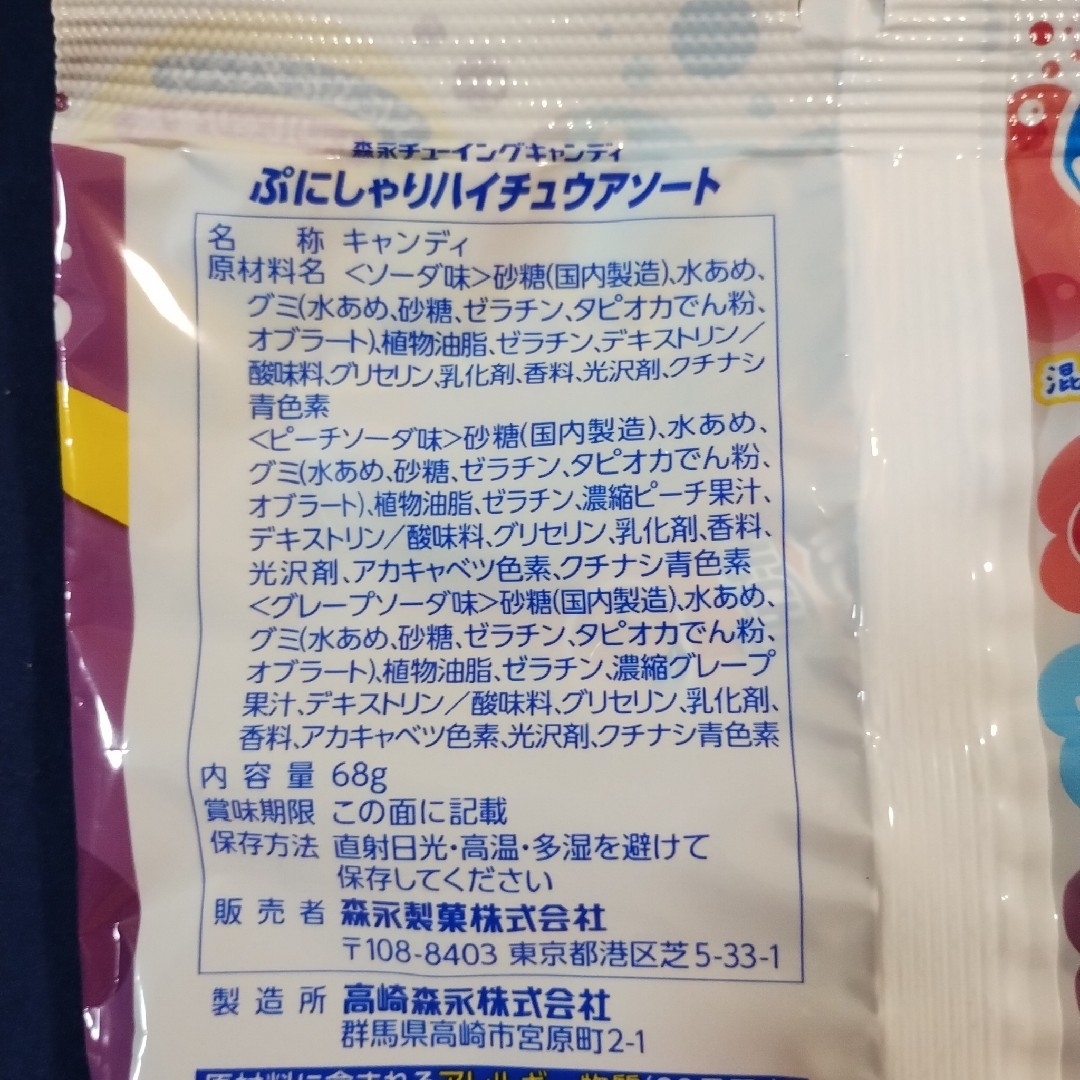 森永チューイングキャンディ
ぷにしゃりハイチュウアソート
名称 キャンディ
原材料名 <ソーダ味>砂糖(国内製造)、水あめ、
グミ(水あめ、砂糖、ゼラチン、タピオカでん粉、
オブラート)、植物油脂、ゼラチン、デキストリン/
酸味料、グリセリン、乳化剤、香料、光沢剤、クチナシ
青色素
<ピーチソーダ味>砂糖(国内製造)、水あめ、
グミ(水あめ、砂糖、ゼラチン、タピオカでん粉、
オブラート)、植物油脂、ゼラチン、濃縮ピーチ果汁、
デキストリン/酸味料、グリセリン、乳化剤、香料、
光沢剤、アカキャベツ色素、クチナシ青色素
<グレープソーダ味>砂糖(国内製造)、水あめ、
グミ(水あめ、砂糖、ゼラチン、タピオカでん粉、
オブラート)、植物油脂、ゼラチン、濃縮グレープ
果汁、デキストリン/酸味料、グリセリン、乳化剤、
香料、アカキャベツ色素、光沢剤、クチナシ青色素
内容量 68g
賞味期限 この面に記載
保存方法 直射日光・高温・多湿を避けて
保存してください
販売者 森永製菓株式会社
〒108-8403 東京都港区芝5-33-1
製造所 高崎森永株式会社
群馬県高崎市宮原町2-1
原材料に含まれるアレルギー物質
混